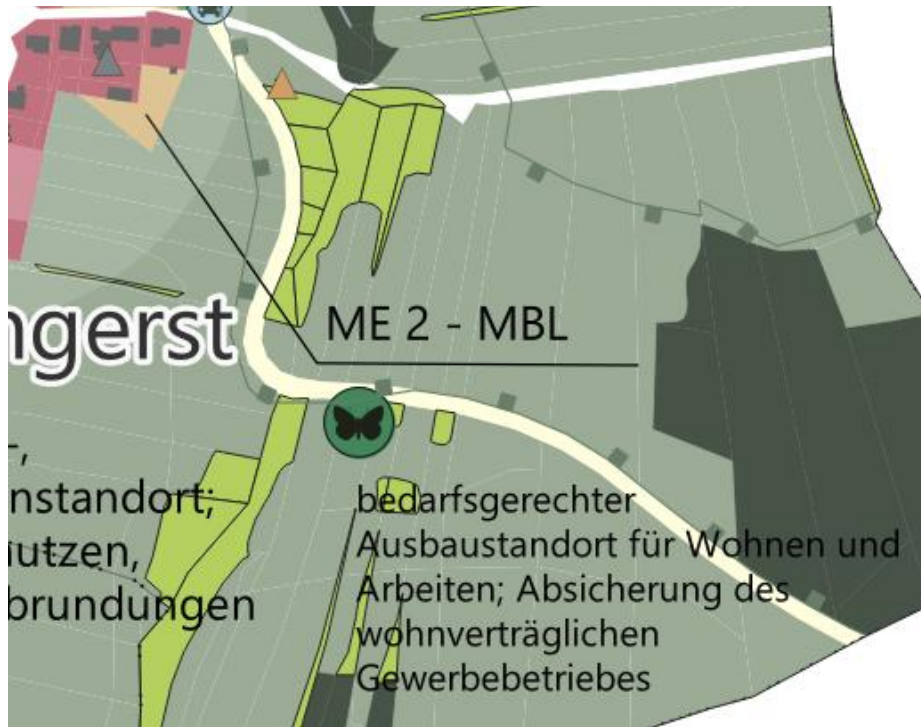 ME 2 - MBL
ngerst
-,
nstandort;
utzen,
brundungen
bedarfsgerechter
Ausbaustandort für Wohnen und
Arbeiten; Absicherung des
wohnverträglichen
Gewerbebetriebes